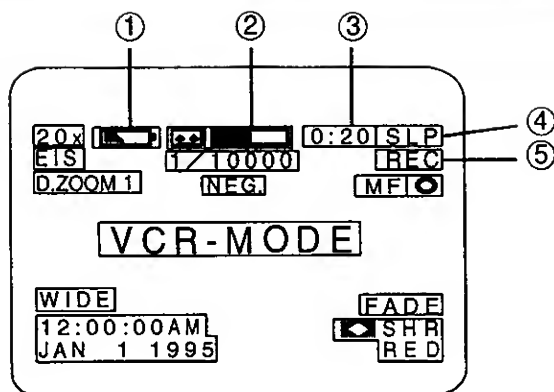 ① ② ③
20x 0:20 SLP ④
EIS 1/10000 REC ⑤
D.ZOOM 1 NEG. MF
VCR-MODE
WIDE FADE
12:00:00AM SHR
JAN 1 1995 RED